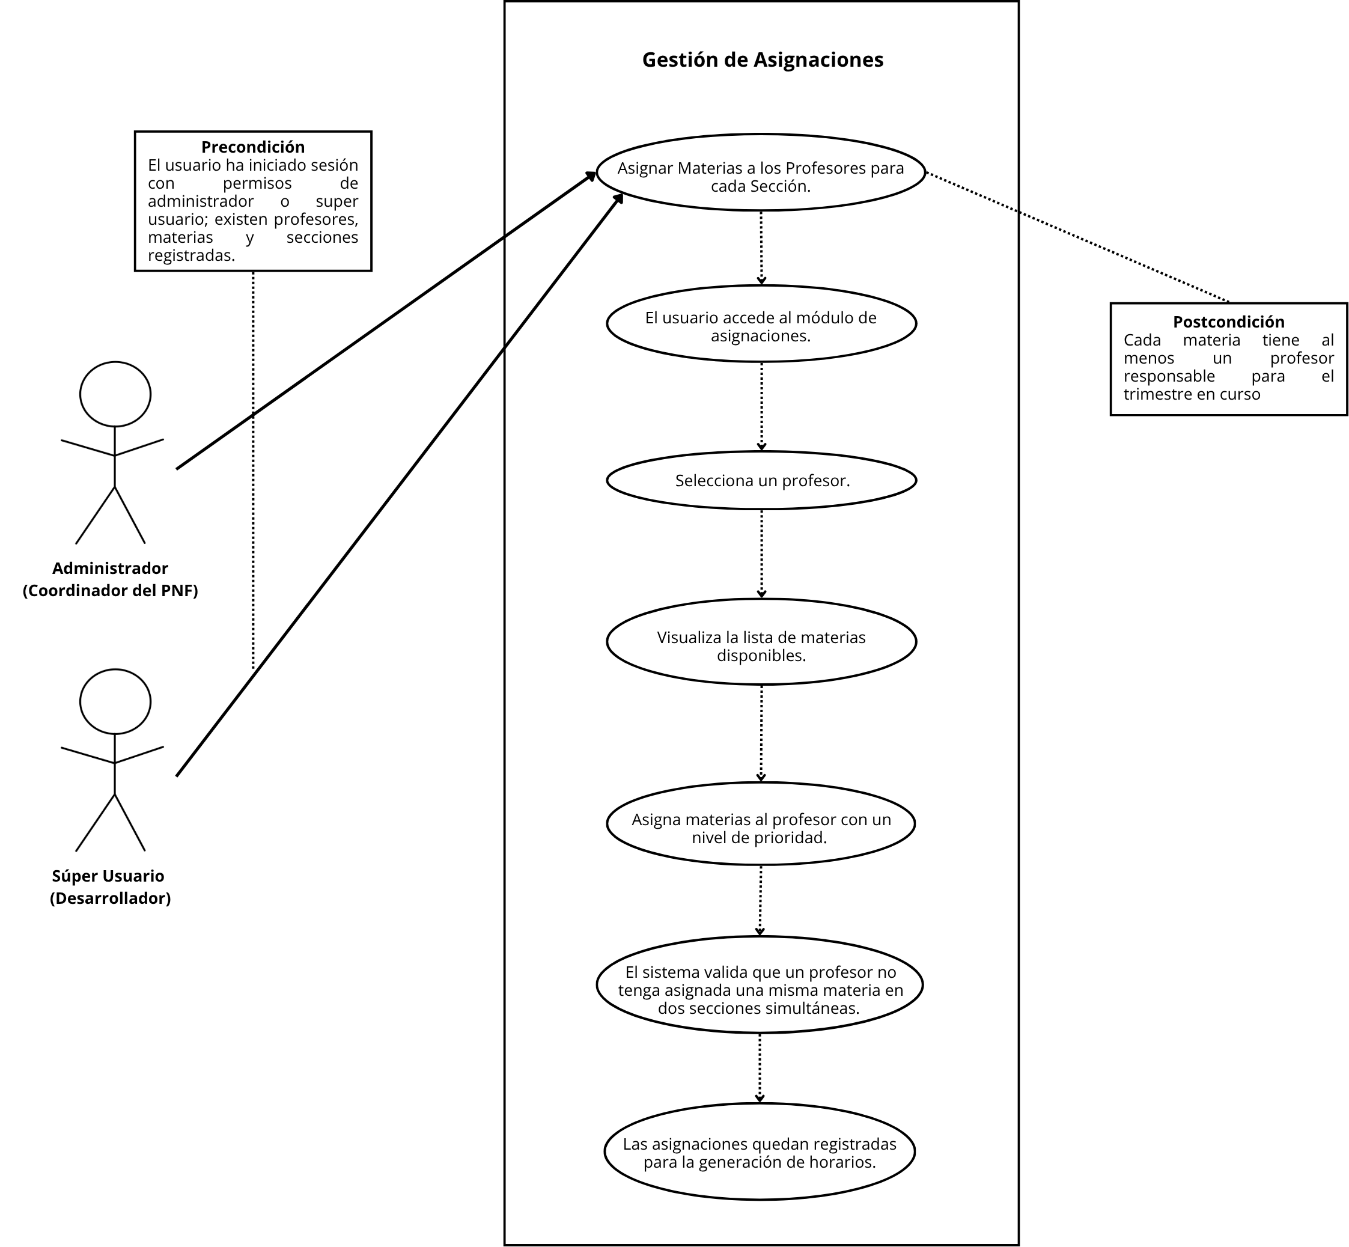 Gestión de Asignaciones
Precondición
El usuario ha iniciado sesión
con permisos de
administrador o super
usuario; existen profesores,
materias y secciones
registradas.
Asignar Materias a los Profesores para
cada Sección.
El usuario accede al módulo de
asignaciones.
Postcondición
Cada materia tiene al
menos un profesor
responsable para el
trimestre en curso
Selecciona un profesor.
Administrador
(Coordinador del PNF)
Visualiza la lista de materias
disponibles.
Asigna materias al profesor con un
nivel de prioridad.
Súper Usuario
(Desarrollador)
El sistema valida que un profesor no
tenga asignada una misma materia en
dos secciones simultáneas.
Las asignaciones quedan registradas
para la generación de horarios.